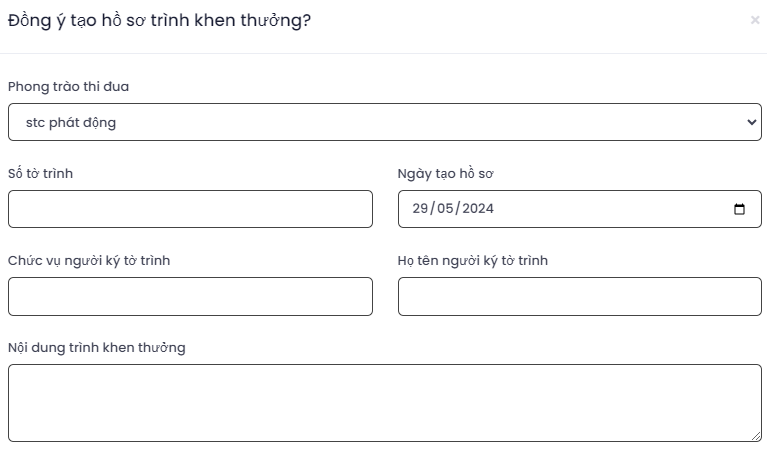 Đồng ý tạo hồ sơ trình khen thưởng?
×
Phong trào thi đua
stc phát động
Số tờ trình
Ngày tạo hồ sơ
29/05/2024
Chức vụ người ký tờ trình
Họ tên người ký tờ trình
Nội dung trình khen thưởng